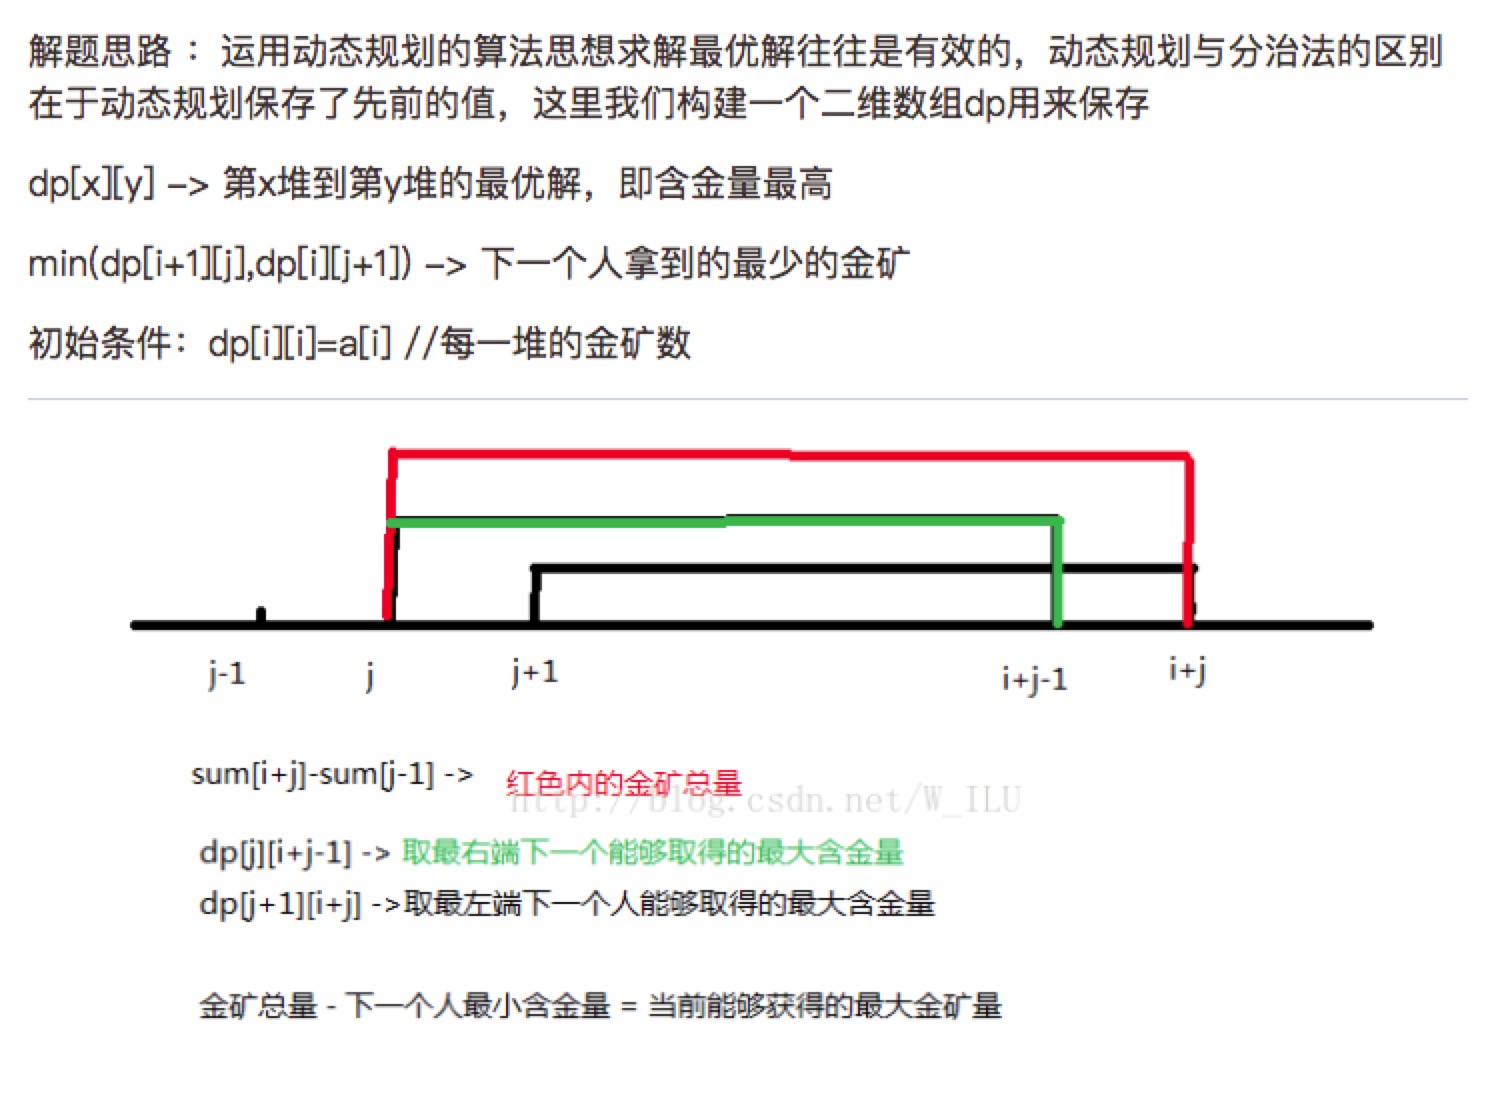 解题思路 ：运用动态规划的算法思想求解最优解往往是有效的，动态规划与分治法的区别
在于动态规划保存了先前的值，这里我们构建一个二维数组dp用来保存
dp[x][y] –> 第x堆到第y堆的最优解，即含金量最高
min(dp[i+1][j],dp[i][j+1]) –> 下一个人拿到的最少的金矿
初始条件：dp[i][i]=a[i] //每一堆的金矿数
j-1 j j+1 i+j-1 i+j
sum[i+j]-sum[j-1] -> 红色内的金矿总量
http://blog.csdn.net/W_ILU
dp[j][i+j-1] -> 取最右端下一个能够取得的最大含金量
dp[j+1][i+j] ->取最左端下一个人能够取得的最大含金量
金矿总量 - 下一个人最小含金量 = 当前能够获得的最大金矿量